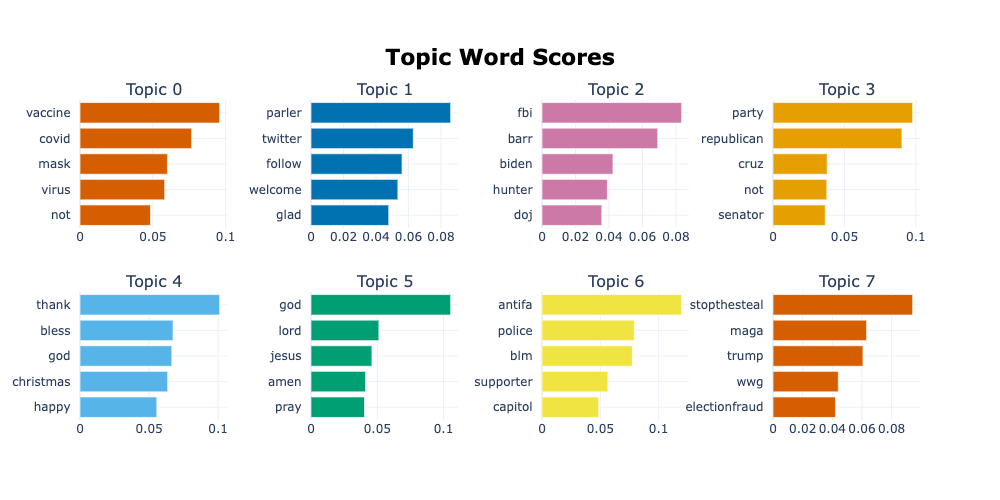 Topic Word Scores
Topic 0
vaccine
covid
mask
virus
not
0 0.05 0.1
Topic 1
parler
twitter
follow
welcome
glad
0 0.02 0.04 0.06 0.08
Topic 2
fbi
barr
biden
hunter
doj
0 0.02 0.04 0.06 0.08
Topic 3
party
republican
cruz
not
senator
0 0.05 0.1
Topic 4
thank
bless
god
christmas
happy
0 0.05 0.1
Topic 5
god
lord
jesus
amen
pray
0 0.05 0.1
Topic 6
antifa
police
blm
supporter
capitol
0 0.05 0.1
Topic 7
stopthesteal
maga
trump
wwg
electionfraud
0 0.02 0.04 0.06 0.08